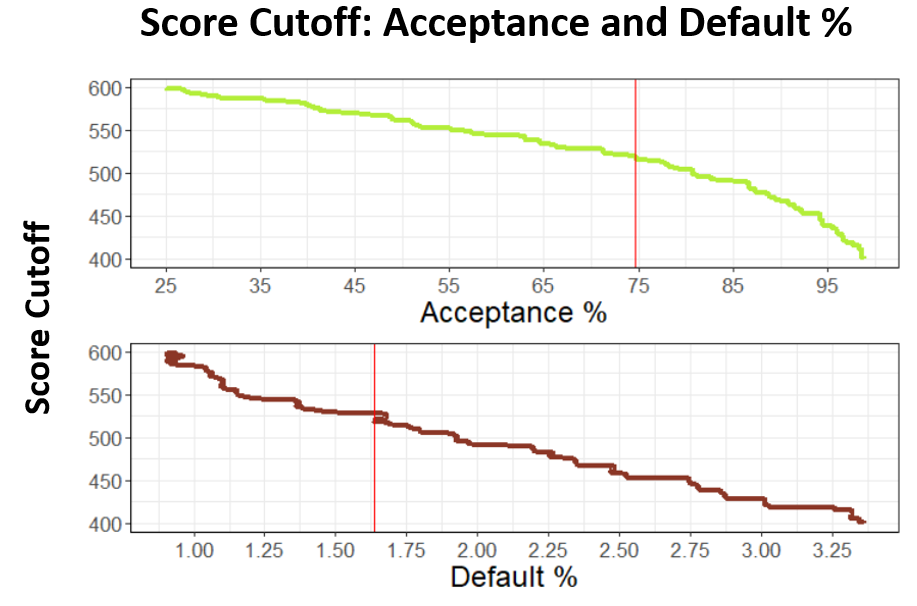 Score Cutoff: Acceptance and Default %
Score Cutoff
600
550
500
450
400
25 35 45 55 65 75 85 95
Acceptance %
600
550
500
450
400
1.00 1.25 1.50 1.75 2.00 2.25 2.50 2.75 3.00 3.25
Default %